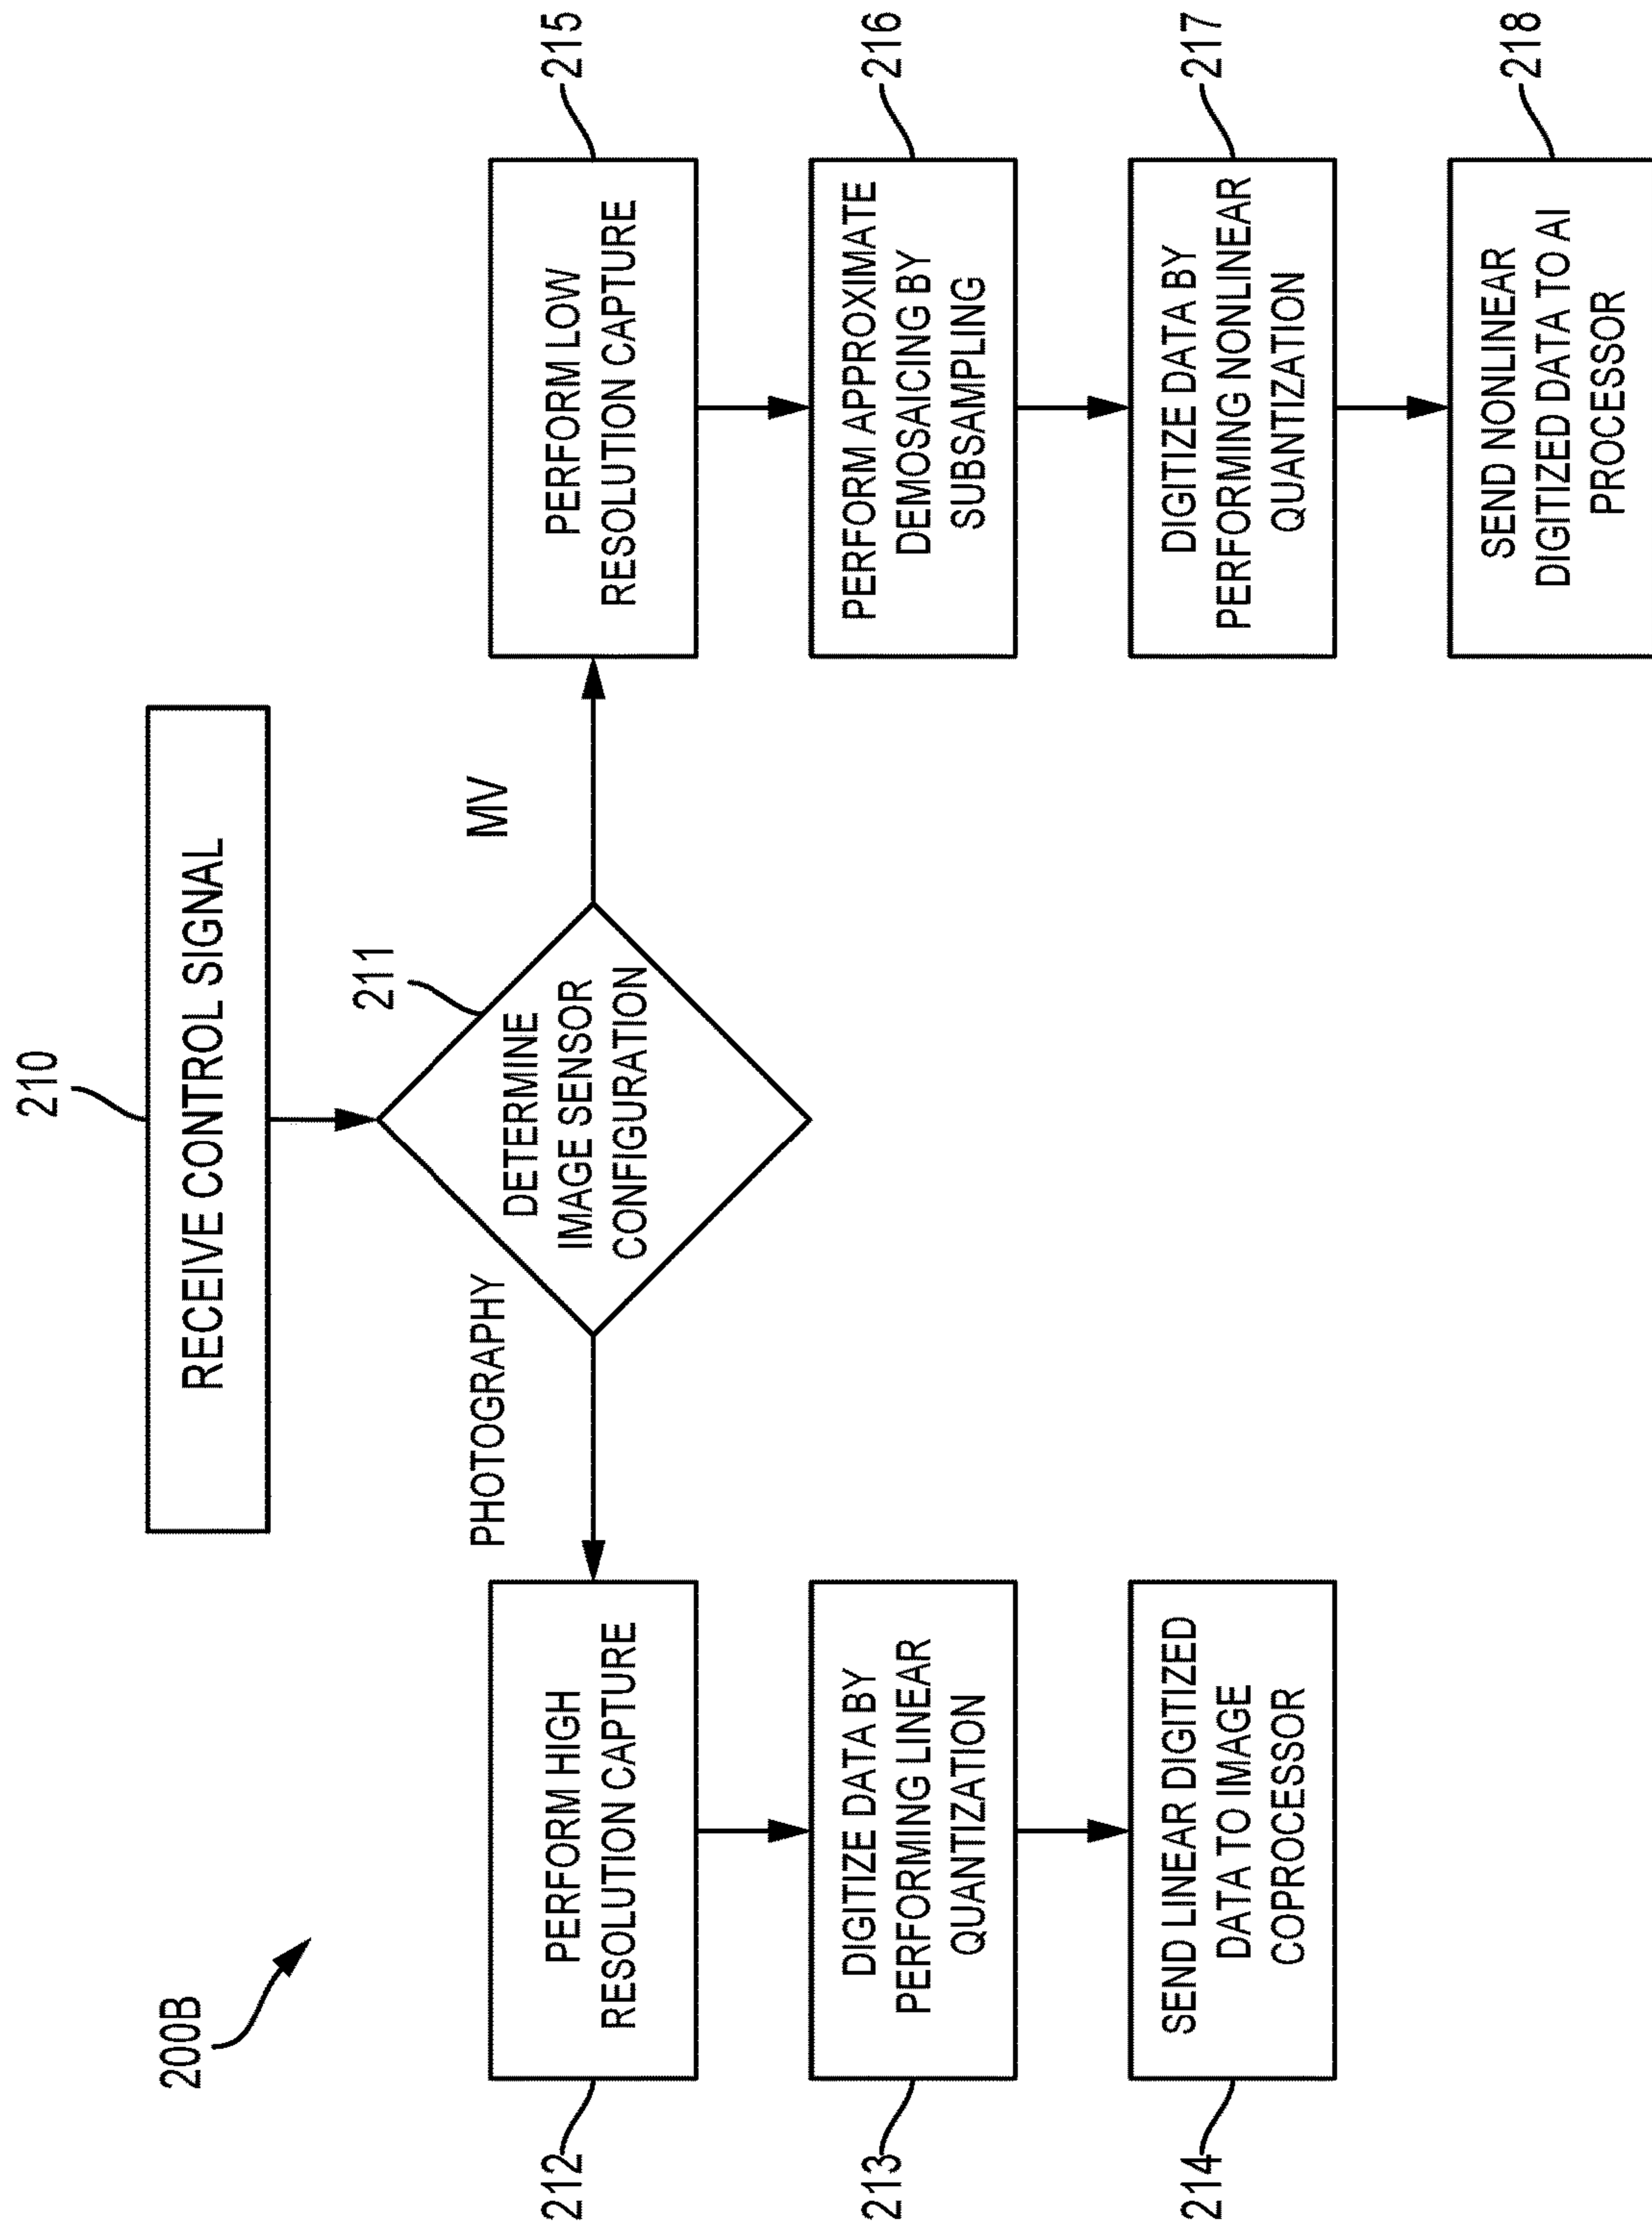 200B
210
RECEIVE CONTROL SIGNAL
211
DETERMINE
IMAGE SENSOR
CONFIGURATION
PHOTOGRAPHY
MV
212
PERFORM HIGH
RESOLUTION CAPTURE
213
DIGITIZE DATA BY
PERFORMING LINEAR
QUANTIZATION
214
SEND LINEAR DIGITIZED
DATA TO IMAGE
COPROCESSOR
215
PERFORM LOW
RESOLUTION CAPTURE
216
PERFORM APPROXIMATE
DEMOSAICING BY
SUBSAMPLING
217
DIGITIZE DATA BY
PERFORMING NONLINEAR
QUANTIZATION
218
SEND NONLINEAR
DIGITIZED DATA TO AI
PROCESSOR